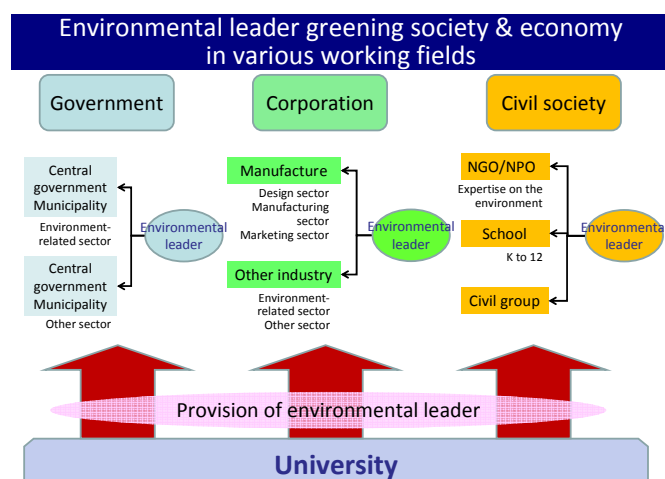 Environmental leader greening society & economy
in various working fields
Government
Corporation
Civil society
Central
government
Municipality
Environment-
related sector
Central
government
Municipality
Other sector
Environmental
leader
Manufacture
Design sector
Manufacturing
sector
Marketing sector
Other industry
Environment-
related sector
Other sector
Environmental
leader
NGO/NPO
Expertise on the
environment
School
K to 12
Civil group
Environmental
leader
Provision of environmental leader
University